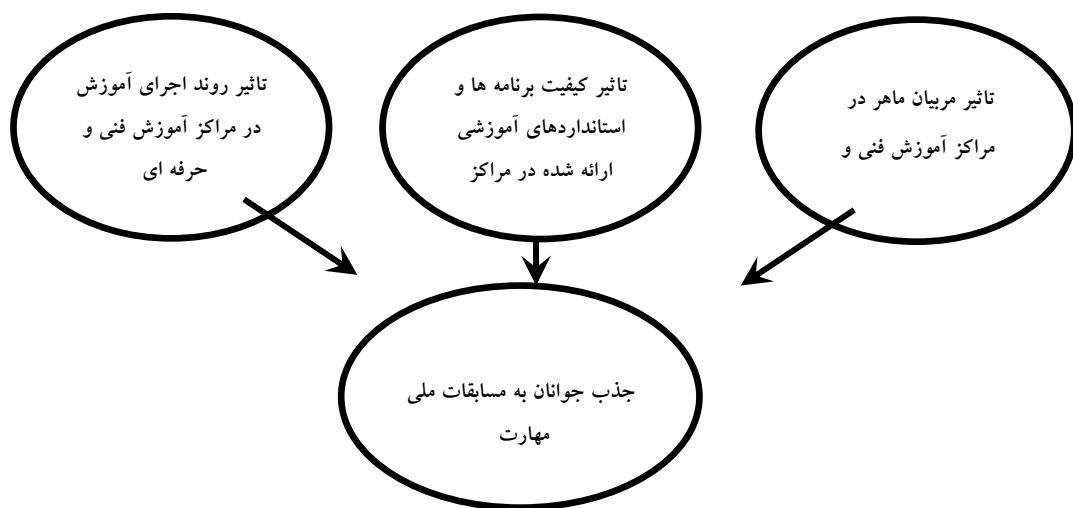 تاثیر مربیان ماهر در
مراکز آموزش فنی و
تاثیر کیفیت برنامه ها و
استانداردهای آموزشی
ارائه شده در مراکز
تاثیر روند اجرای آموزش
در مراکز آموزش فنی و
حرفه ای
جذب جوانان به مسابقات ملی
مهارت